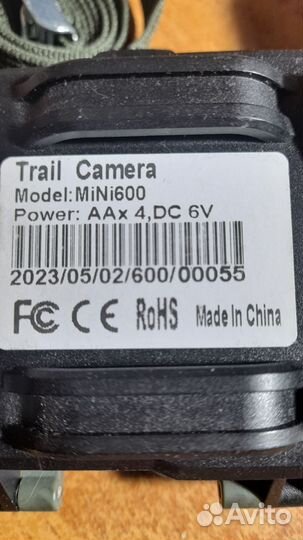 Trail Camera
Model:MiNi600
Power: AAx 4,DC 6V
2023/05/02/600/00055
FC CE RoHS Made In China
Avito